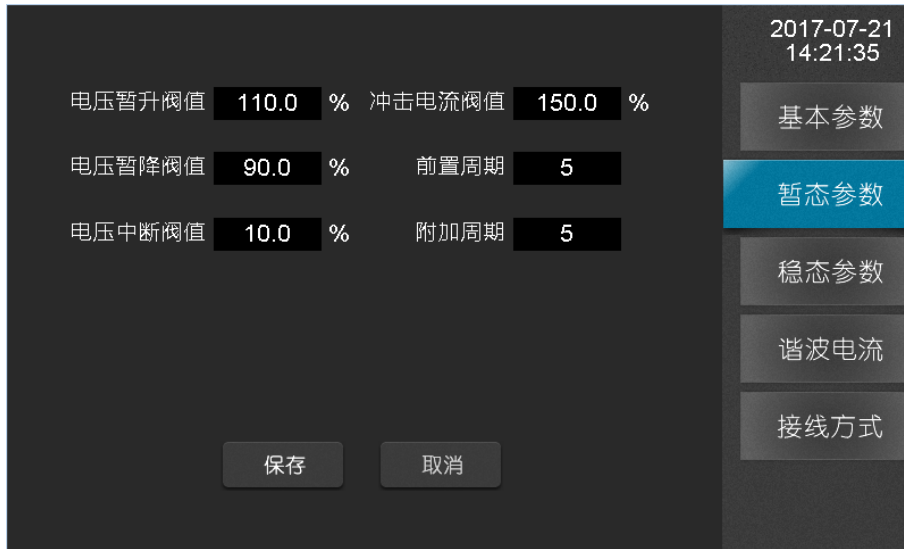 2017-07-21
14:21:35
电压暂升阀值 110.0 % 冲击电流阀值 150.0 %
基本参数
电压暂降阀值 90.0 % 前置周期 5
暂态参数
电压中断阀值 10.0 % 附加周期 5
稳态参数
谐波电流
接线方式
保存 取消